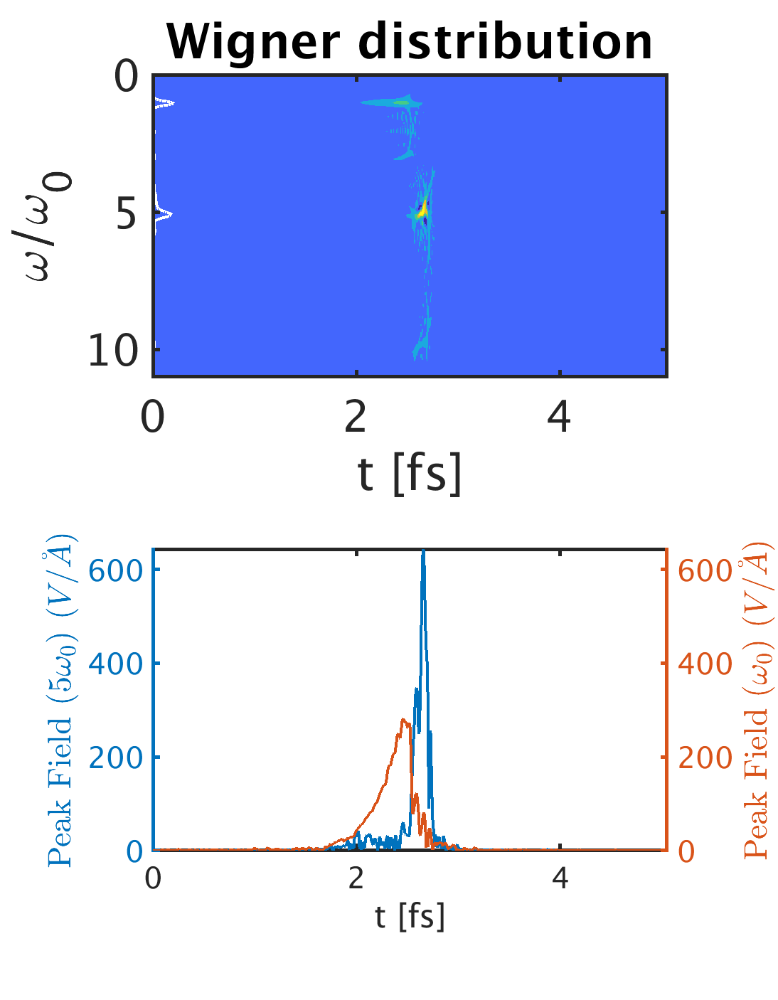 Wigner distribution
0
5
10
ω/ω₀
0 2 4
t [fs]
Peak Field (5ω₀) (V/Å)
600
400
200
0
600
400
200
0
Peak Field (ω₀) (V/Å)
0 2 4
t [fs]